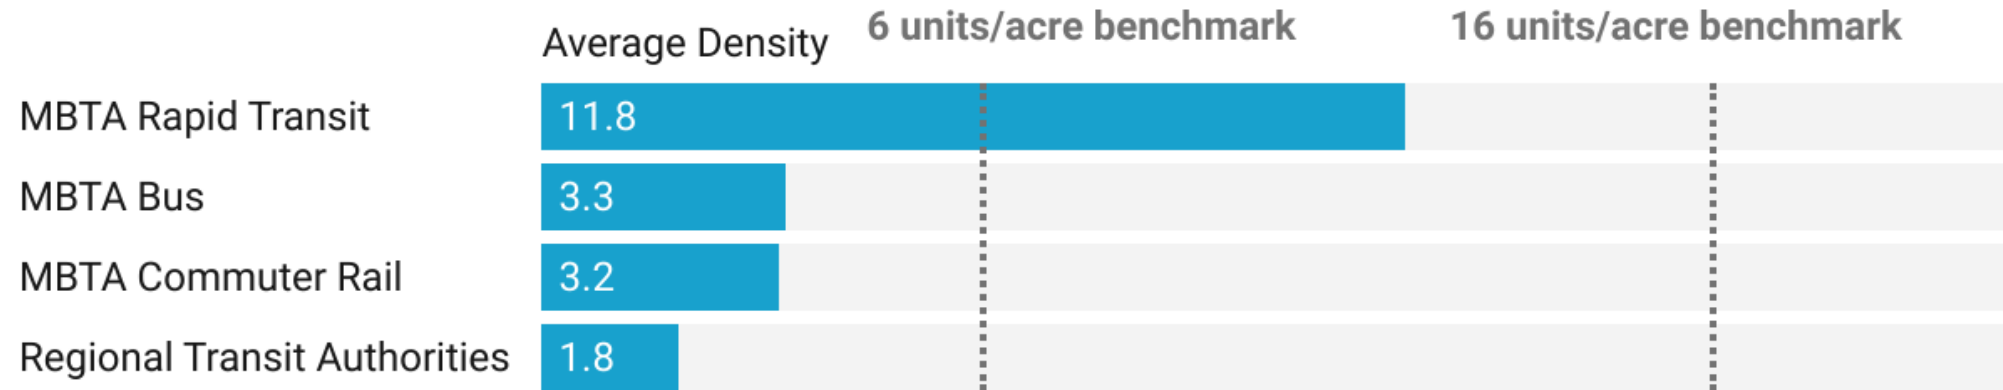 Average Density 6 units/acre benchmark 16 units/acre benchmark
MBTA Rapid Transit 11.8
MBTA Bus 3.3
MBTA Commuter Rail 3.2
Regional Transit Authorities 1.8